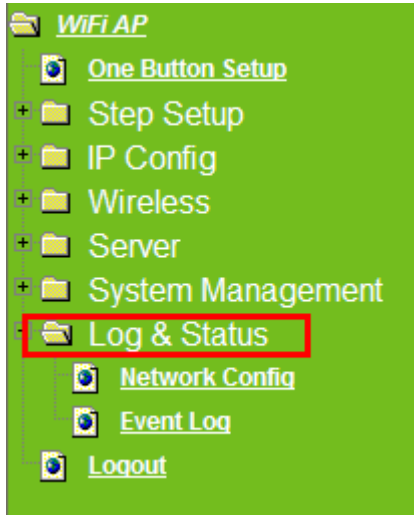 WiFi AP
One Button Setup
Step Setup
IP Config
Wireless
Server
System Management
Log & Status
Network Config
Event Log
Logout